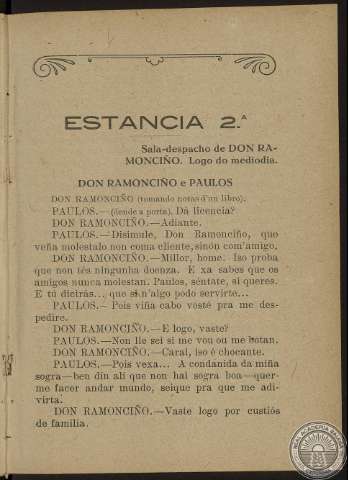 ESTANCIA 2.ª
Sala-despacho de DON RA-
MONCIÑO. Logo do mediodia.
DON RAMONCIÑO e PAULOS
DON RAMONCIÑO (tomando notas d'un libro).
PAULOS.—(dende a porta). Dá licencia?
DON RAMONCIÑO.—Adiante.
PAULOS.—Disimule, Don Ramonciño, que
veña molestalo non coma cliente, sinón com'amigo.
DON RAMONCIÑO.—Millor, home. Iso proba
que non tés ningunha doenza. E xa sabes que os
amigos nunca molestan. Paulos, séntate, si queres.
E tú dicirás... que si n'algo podo servirte...
PAULOS.—Pois viña cabo vosté pra me des-
pedire.
DON RAMONCIÑO.—E logo, vaste?
PAULOS.—Non lle sei si me vou ou me botan.
DON RAMONCIÑO.—Caral, iso é chocante.
PAULOS.—Pois vexa... A condanida da miña
sogra—ben din alí que non hai sogra boa—quer-
me facer andar mundo, seique pra que me adi-
virta.
DON RAMONCIÑO.—Vaste logo por custiós
de familia.